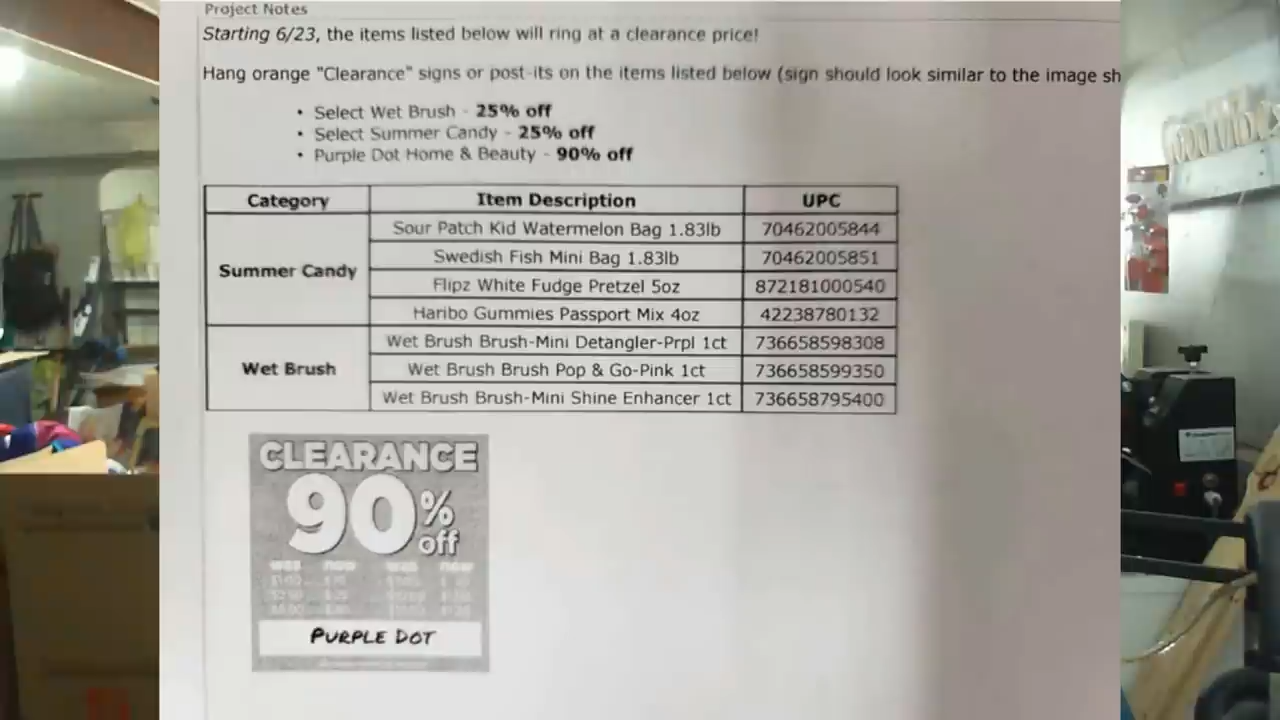 Project Notes
Starting 6/23, the items listed below will ring at a clearance price!
Hang orange "Clearance" signs or post-its on the items listed below (sign should look similar to the image sh
• Select Wet Brush - 25% off
• Select Summer Candy - 25% off
• Purple Dot Home & Beauty - 90% off
Category Item Description UPC
Summer Candy
Sour Patch Kid Watermelon Bag 1.83lb 70462005844
Swedish Fish Mini Bag 1.83lb 70462005851
Flipz White Fudge Pretzel 5oz 872181000540
Haribo Gummies Passport Mix 4oz 42238780132
Wet Brush
Wet Brush Brush-Mini Detangler-Prpl 1ct 736658598308
Wet Brush Brush Pop & Go-Pink 1ct 736658599350
Wet Brush Brush-Mini Shine Enhancer 1ct 736658795400
CLEARANCE
90% off
was now was now
PURPLE DOT